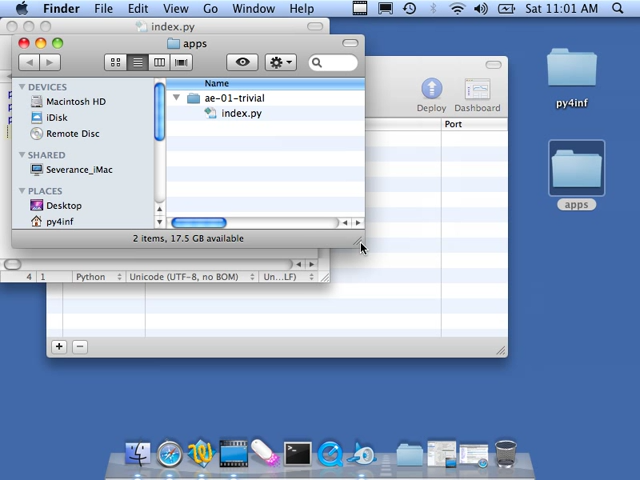 Finder File Edit View Go Window Help Sat 11:01 AM
index.py
apps
Name
DEVICES
Macintosh HD
iDisk
Remote Disc
SHARED
Severance_iMac
PLACES
Desktop
py4inf
ae-01-trivial
index.py
2 items, 17.5 GB available
4 1 Python Unicode (UTF-8, no BOM) Un...LF)
Deploy Dashboard
Port
py4inf
apps